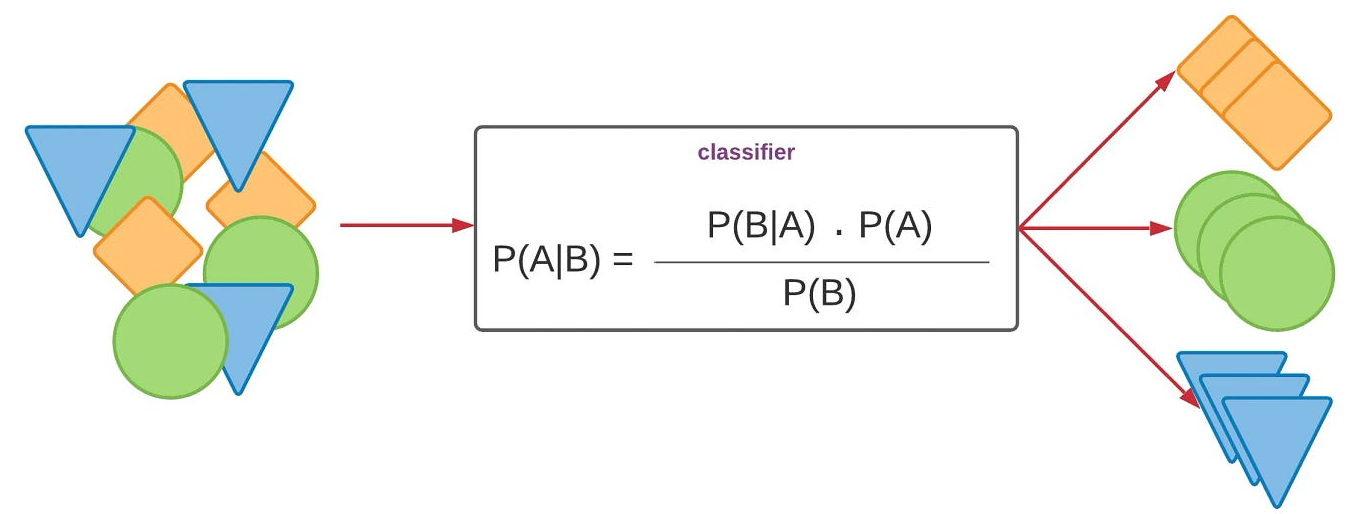 classifier
P(B|A) . P(A)
P(A|B) =
P(B)